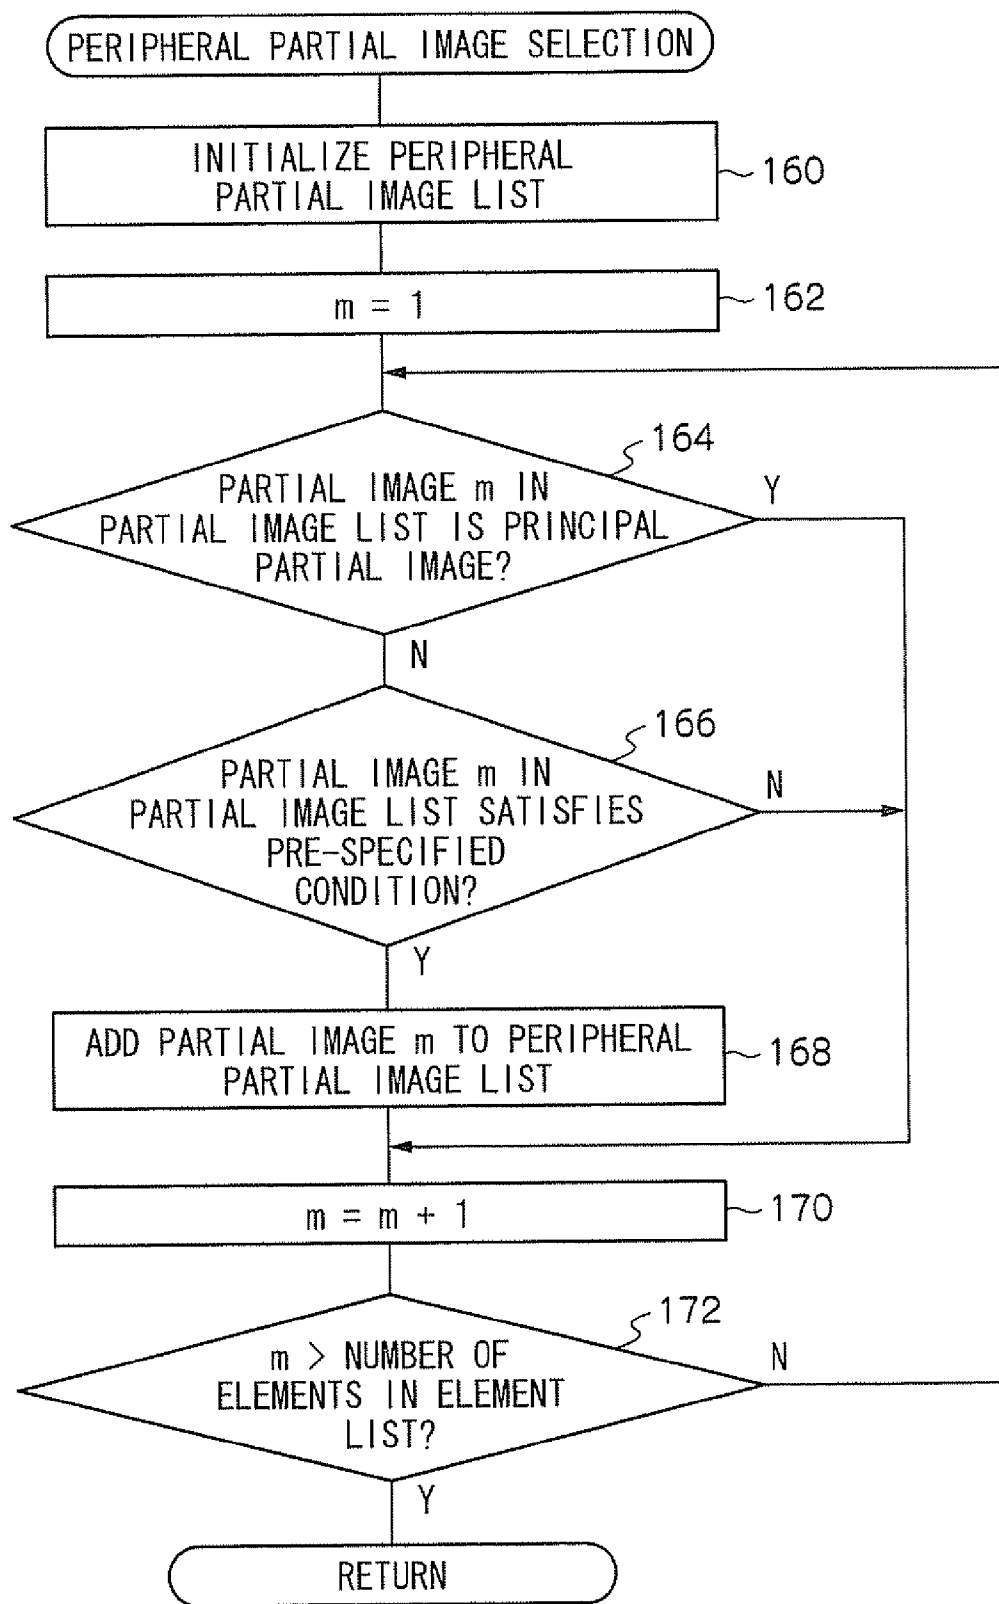 PERIPHERAL PARTIAL IMAGE SELECTION
INITIALIZE PERIPHERAL
PARTIAL IMAGE LIST
160
m = 1
162
164
PARTIAL IMAGE m IN
PARTIAL IMAGE LIST IS PRINCIPAL
PARTIAL IMAGE?
Y
N
166
PARTIAL IMAGE m IN
PARTIAL IMAGE LIST SATISFIES
PRE-SPECIFIED
CONDITION?
N
Y
ADD PARTIAL IMAGE m TO PERIPHERAL
PARTIAL IMAGE LIST
168
m = m + 1
170
172
m > NUMBER OF
ELEMENTS IN ELEMENT
LIST?
N
Y
RETURN